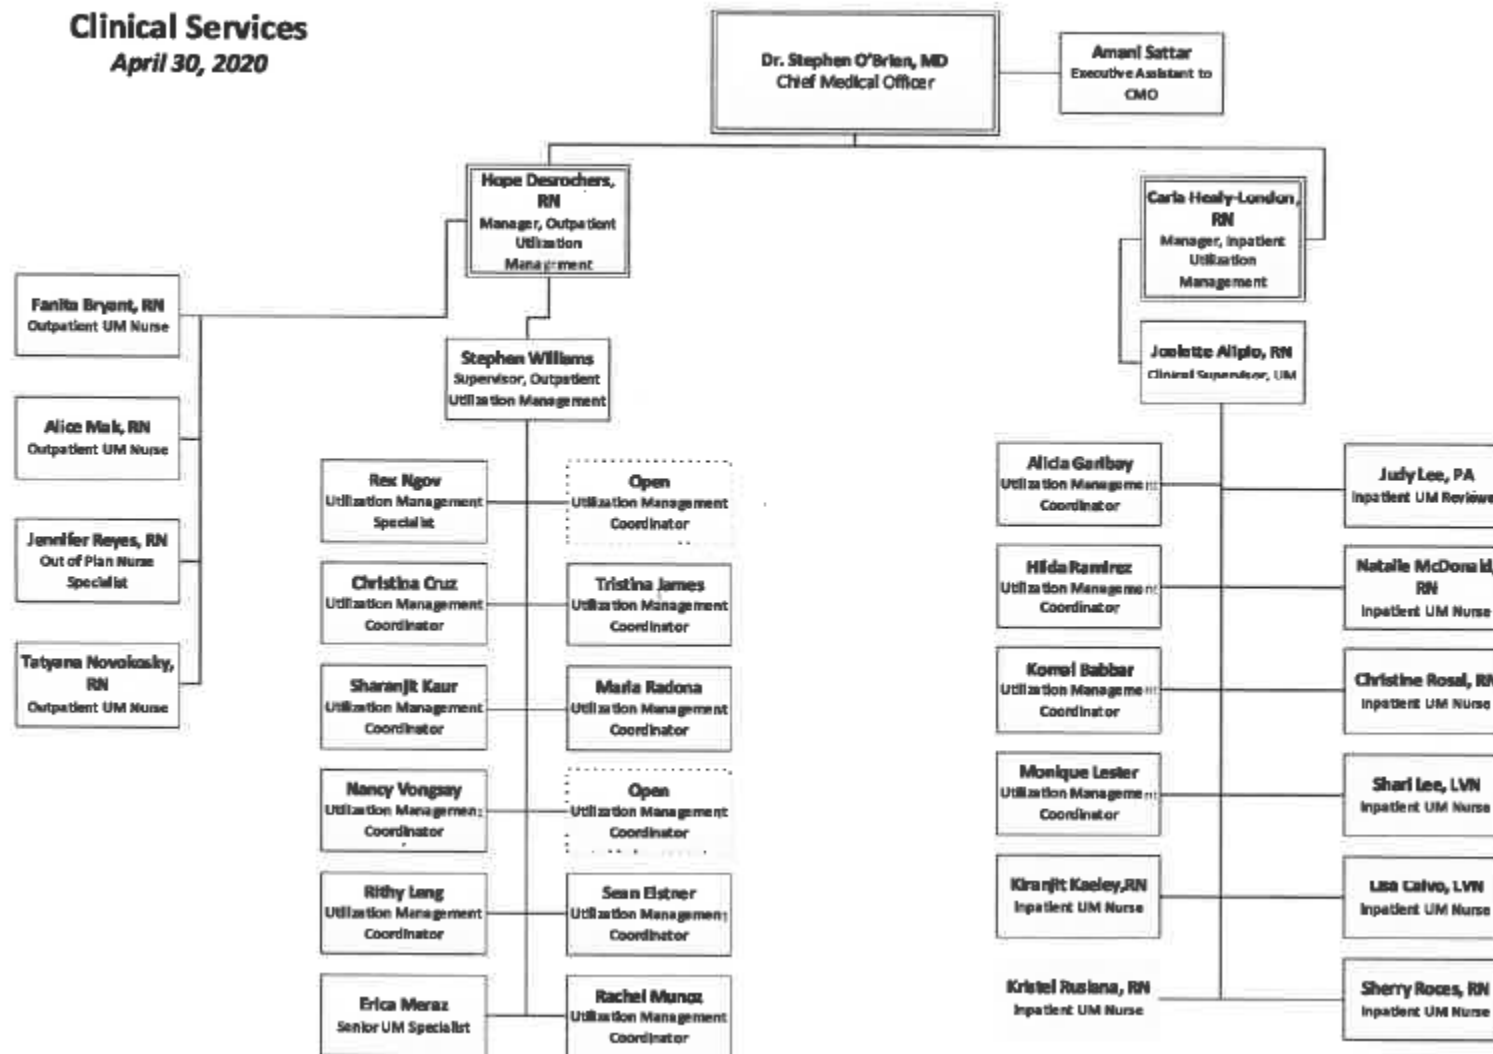 Clinical Services
April 30, 2020
Dr. Stephen O'Brien, MD
Chief Medical Officer
Amani Sattar
Executive Assistant to
CMO
Hope Desrochers,
RN
Manager, Outpatient
Utilization
Management
Carla Healy-London,
RN
Manager, Inpatient
Utilization
Management
Fanita Bryant, RN
Outpatient UM Nurse
Alice Mak, RN
Outpatient UM Nurse
Jennifer Reyes, RN
Out of Plan Nurse
Specialist
Tatyana Novokosky,
RN
Outpatient UM Nurse
Stephen Williams
Supervisor, Outpatient
Utilization Management
Rex Ngov
Utilization Management
Specialist
Open
Utilization Management
Coordinator
Christina Cruz
Utilization Management
Coordinator
Tristina James
Utilization Management
Coordinator
Sharanjit Kaur
Utilization Management
Coordinator
Maria Radona
Utilization Management
Coordinator
Nancy Vongsay
Utilization Management
Coordinator
Open
Utilization Management
Coordinator
Rithy Leng
Utilization Management
Coordinator
Sean Elstner
Utilization Management
Coordinator
Erica Meraz
Senior UM Specialist
Rachel Munoz
Utilization Management
Coordinator
Joelette Alipio, RN
Clinical Supervisor, UM
Alicia Garibay
Utilization Management
Coordinator
Judy Lee, PA
Inpatient UM Reviewe
Hilda Ramirez
Utilization Management
Coordinator
Natalie McDonald,
RN
Inpatient UM Nurse
Komal Babbar
Utilization Management
Coordinator
Christine Rosal, RN
Inpatient UM Nurse
Monique Lester
Utilization Management
Coordinator
Shari Lee, LVN
Inpatient UM Nurse
Kiranjit Kaeley,RN
Inpatient UM Nurse
Lisa Calvo, LVN
Inpatient UM Nurse
Kristel Rusiana, RN
Inpatient UM Nurse
Sherry Roces, RN
Inpatient UM Nurse